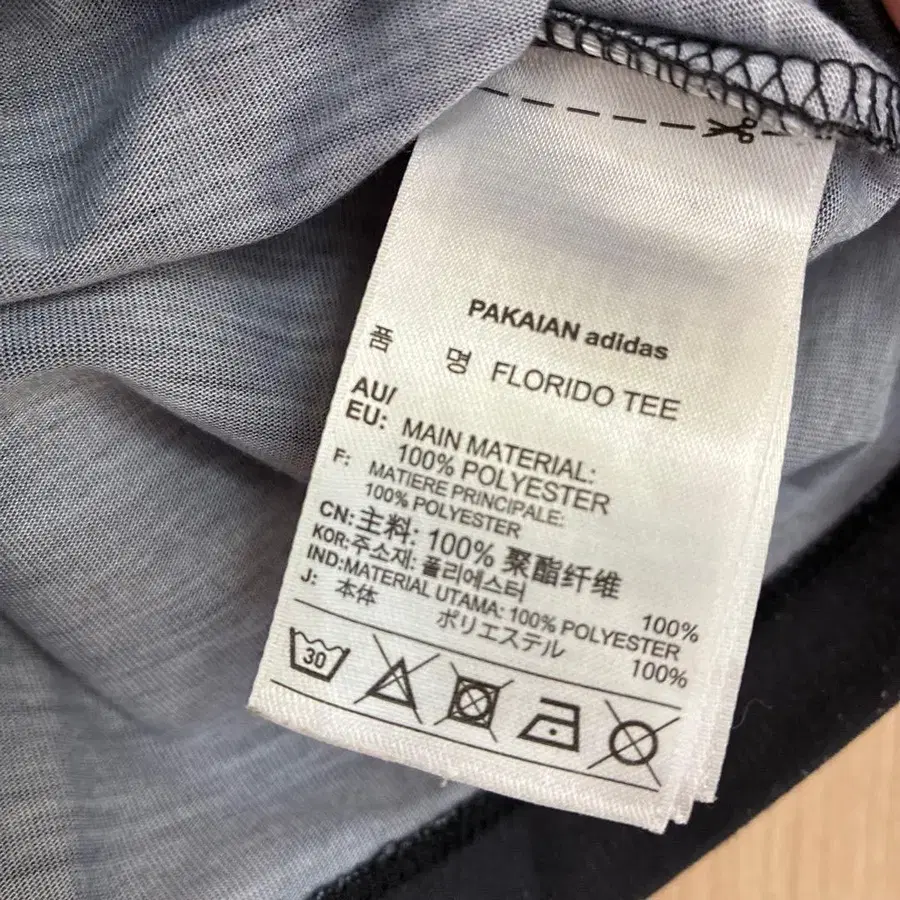 PAKAIAN adidas
품 명 FLORIDO TEE
AU/
EU: MAIN MATERIAL:
100% POLYESTER
F: MATIERE PRINCIPALE:
100% POLYESTER
CN: 主料: 100% 聚酯纤维
KOR:주소재: 폴리에스터 100%
IND:MATERIAL UTAMA: 100% POLYESTER
J: 本体 ポリエステル 100%
30